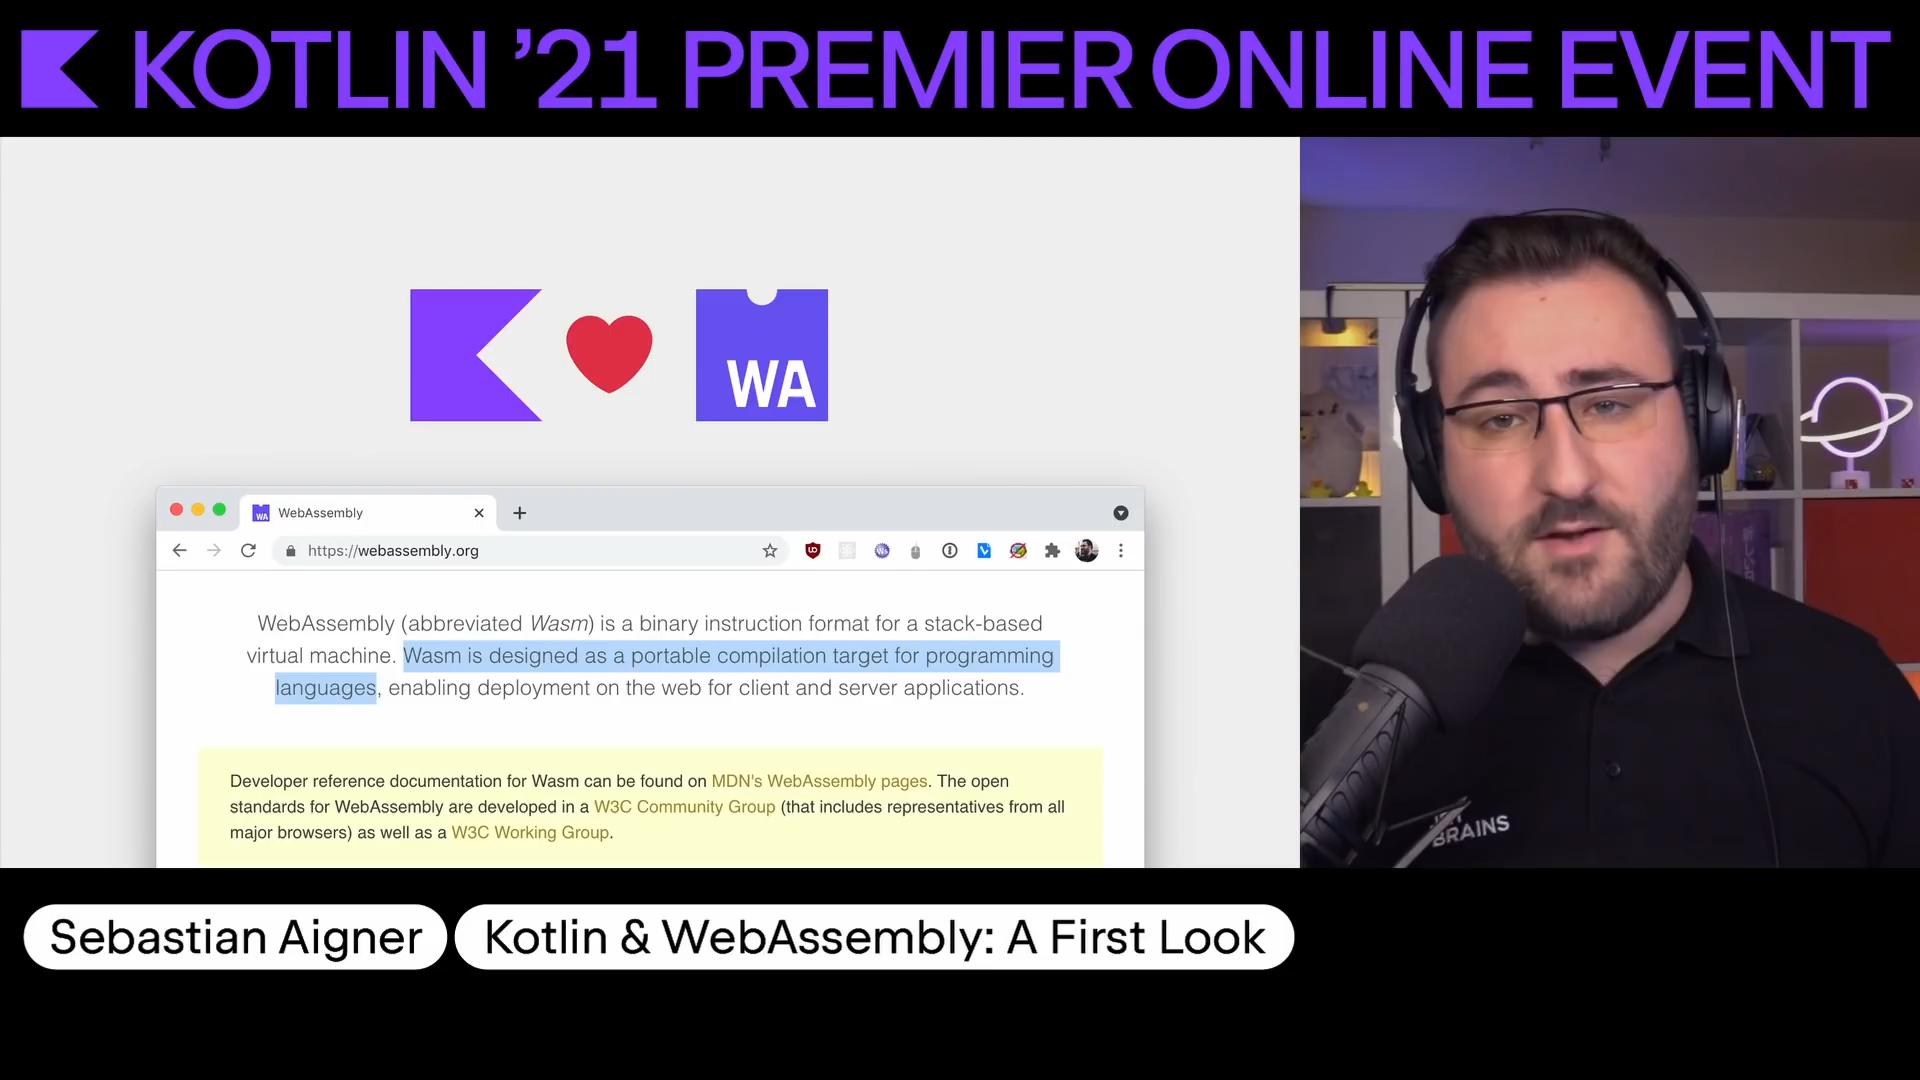 KOTLIN ’21 PREMIER ONLINE EVENT
WA
WA
WebAssembly
https://webassembly.org
WebAssembly (abbreviated Wasm) is a binary instruction format for a stack-based
virtual machine. Wasm is designed as a portable compilation target for programming
languages, enabling deployment on the web for client and server applications.
Developer reference documentation for Wasm can be found on MDN's WebAssembly pages. The open
standards for WebAssembly are developed in a W3C Community Group (that includes representatives from all
major browsers) as well as a W3C Working Group.
BRAINS
Sebastian Aigner
Kotlin & WebAssembly: A First Look